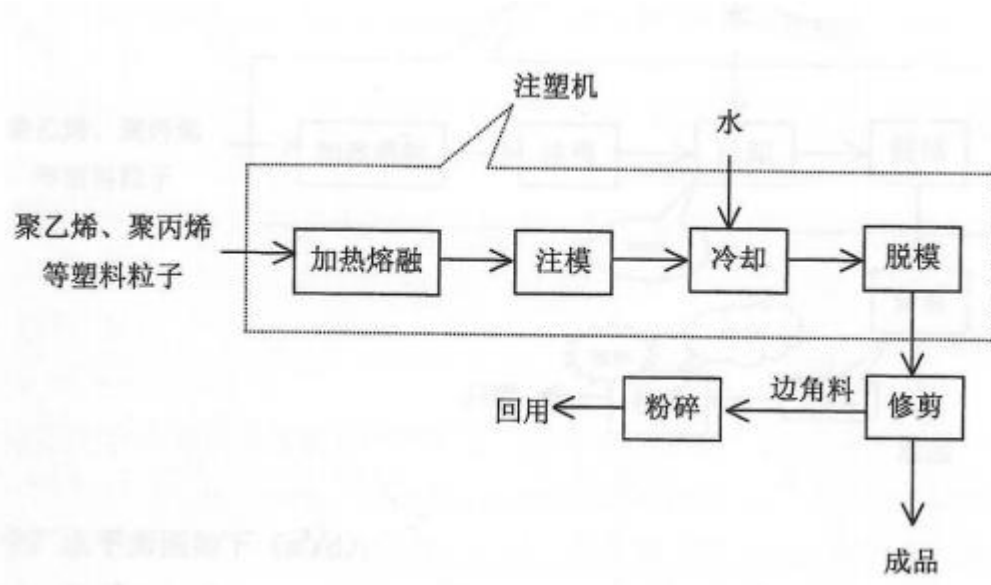 注塑机
水
聚乙烯、聚丙烯
等塑料粒子
加热熔融
注模
冷却
脱模
回用
粉碎
边角料
修剪
成品